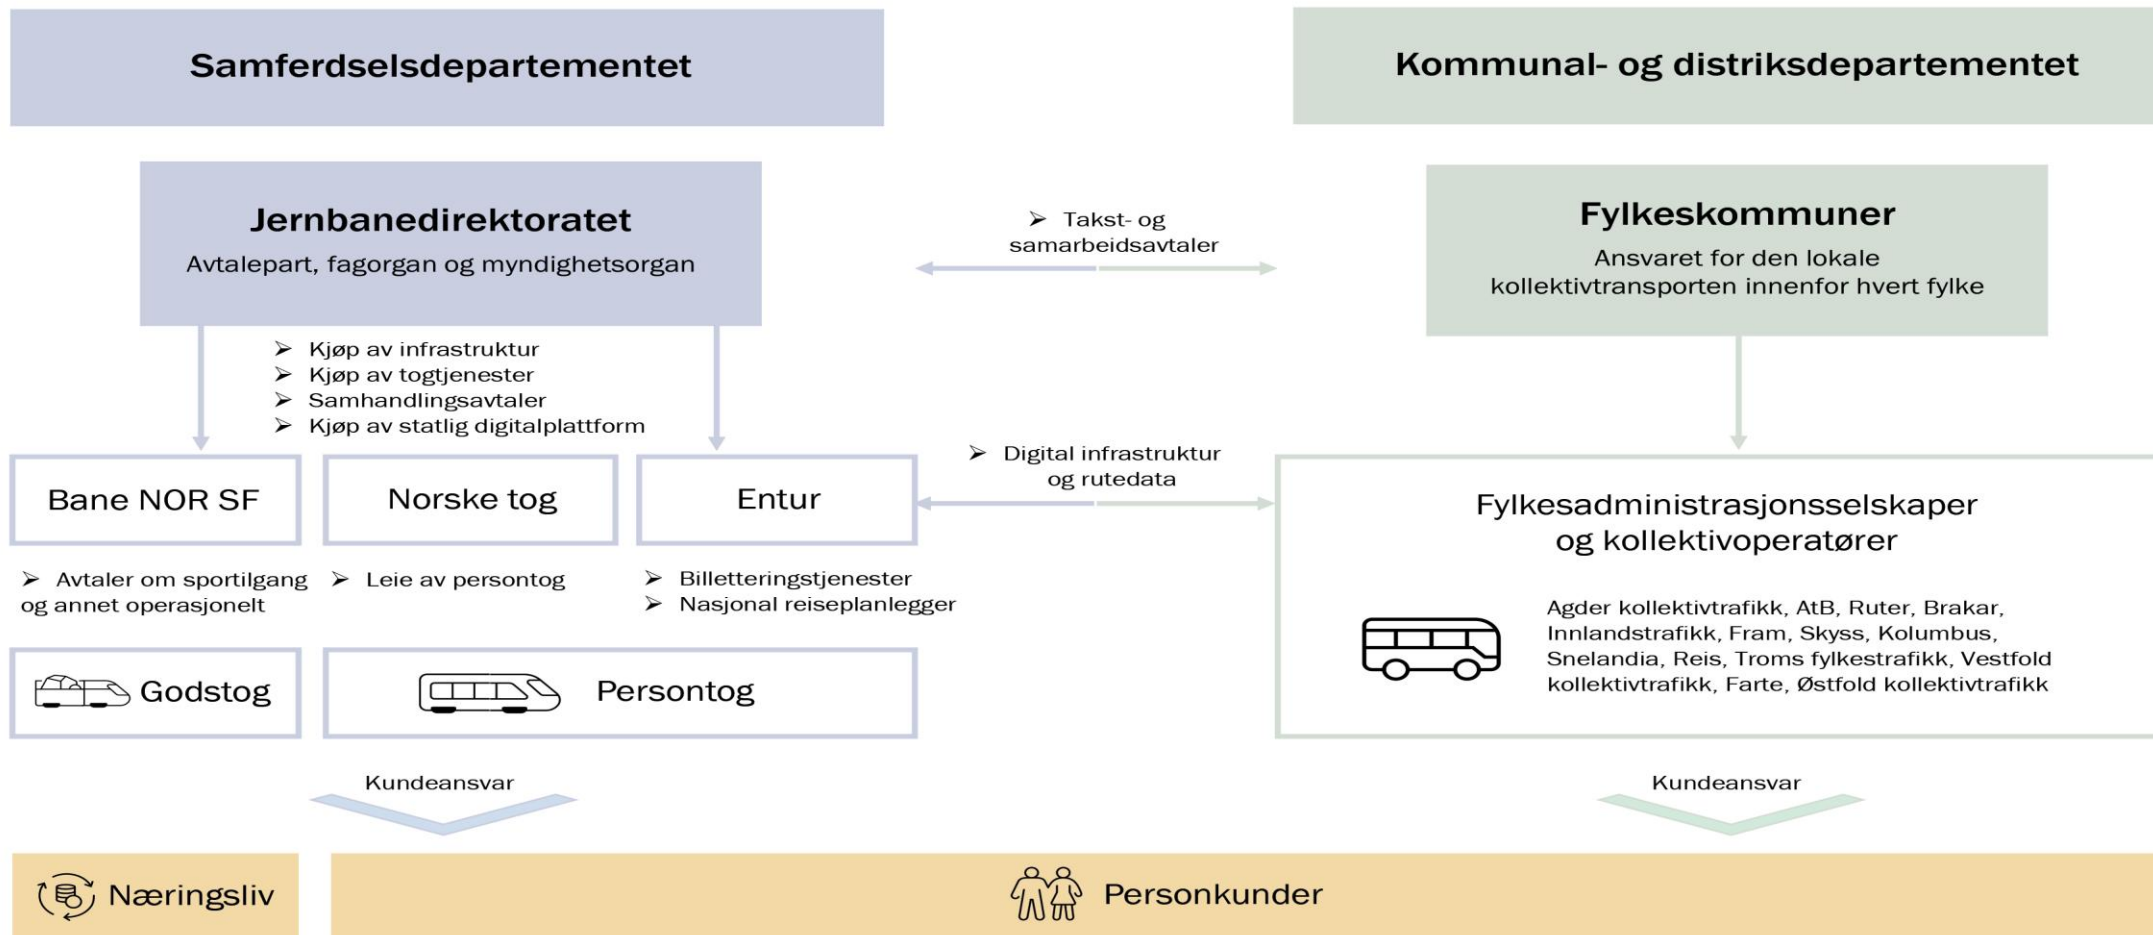 Samferdselsdepartementet
Kommunal- og distriksdepartementet
Jernbanedirektoratet
Avtalepart, fagorgan og myndighetsorgan
➢ Takst- og
samarbeidsavtaler
Fylkeskommuner
Ansvaret for den lokale
kollektivtransporten innenfor hvert fylke
➢ Kjøp av infrastruktur
➢ Kjøp av togtjenester
➢ Samhandlingsavtaler
➢ Kjøp av statlig digitalplattform
Bane NOR SF
Norske tog
Entur
➢ Digital infrastruktur
og rutedata
Fylkesadministrasjonsselskaper
og kollektivoperatører
➢ Avtaler om sportilgang
og annet operasjonelt
➢ Leie av persontog
➢ Billetteringstjenester
➢ Nasjonal reiseplanlegger
Agder kollektivtrafikk, AtB, Ruter, Brakar,
Innlandstrafikk, Fram, Skyss, Kolumbus,
Snelandia, Reis, Troms fylkestrafikk, Vestfold
kollektivtrafikk, Farte, Østfold kollektivtrafikk
Godstog
Persontog
Kundeansvar
Kundeansvar
Næringsliv
Personkunder